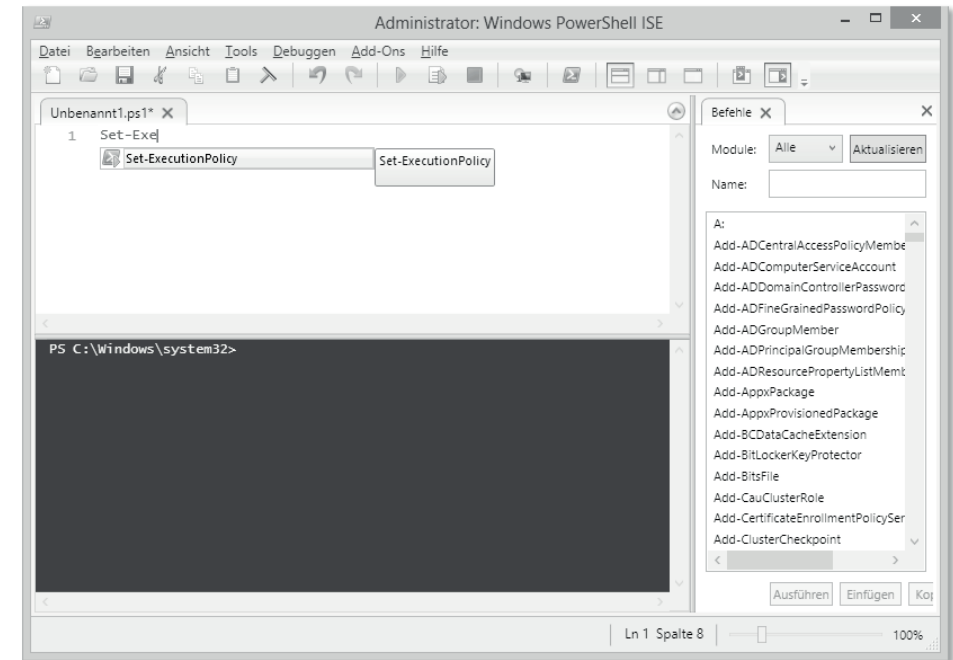 Administrator: Windows PowerShell ISE
Datei Bearbeiten Ansicht Tools Debuggen Add-Ons Hilfe
Unbenannt1.ps1* X
1 Set-Exe
Set-ExecutionPolicy
Set-ExecutionPolicy
PS C:\Windows\system32>
Befehle X
Module: Alle Aktualisieren
Name:
A:
Add-ADCentralAccessPolicyMembe
Add-ADComputerServiceAccount
Add-ADDomainControllerPassword
Add-ADFineGrainedPasswordPolicy
Add-ADGroupMember
Add-ADPrincipalGroupMembership
Add-ADResourcePropertyListMemb
Add-AppxPackage
Add-AppxProvisionedPackage
Add-BCDataCacheExtension
Add-BitLockerKeyProtector
Add-BitsFile
Add-CauClusterRole
Add-CertificateEnrollmentPolicySer
Add-ClusterCheckpoint
Ausführen Einfügen Kop
Ln 1 Spalte 8 100%